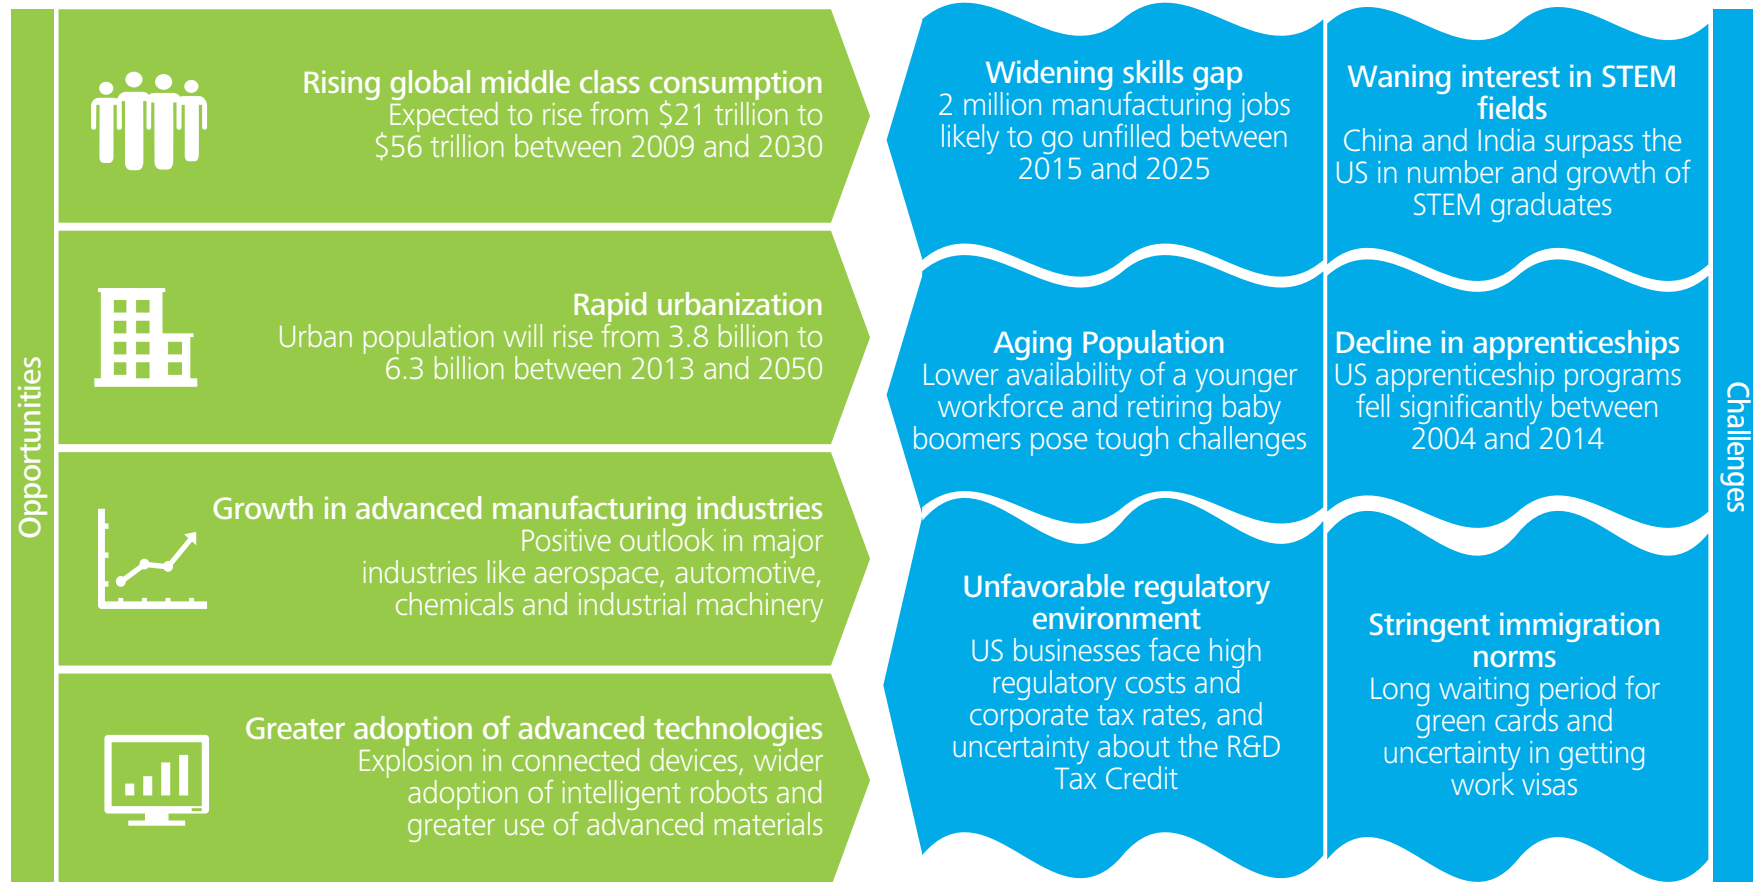 Opportunities
Rising global middle class consumption
Expected to rise from $21 trillion to
$56 trillion between 2009 and 2030
Rapid urbanization
Urban population will rise from 3.8 billion to
6.3 billion between 2013 and 2050
Growth in advanced manufacturing industries
Positive outlook in major
industries like aerospace, automotive,
chemicals and industrial machinery
Greater adoption of advanced technologies
Explosion in connected devices, wider
adoption of intelligent robots and
greater use of advanced materials
Widening skills gap
2 million manufacturing jobs
likely to go unfilled between
2015 and 2025
Waning interest in STEM
fields
China and India surpass the
US in number and growth of
STEM graduates
Aging Population
Lower availability of a younger
workforce and retiring baby
boomers pose tough challenges
Decline in apprenticeships
US apprenticeship programs
fell significantly between
2004 and 2014
Unfavorable regulatory
environment
US businesses face high
regulatory costs and
corporate tax rates, and
uncertainty about the R&D
Tax Credit
Stringent immigration
norms
Long waiting period for
green cards and
uncertainty in getting
work visas
Challenges